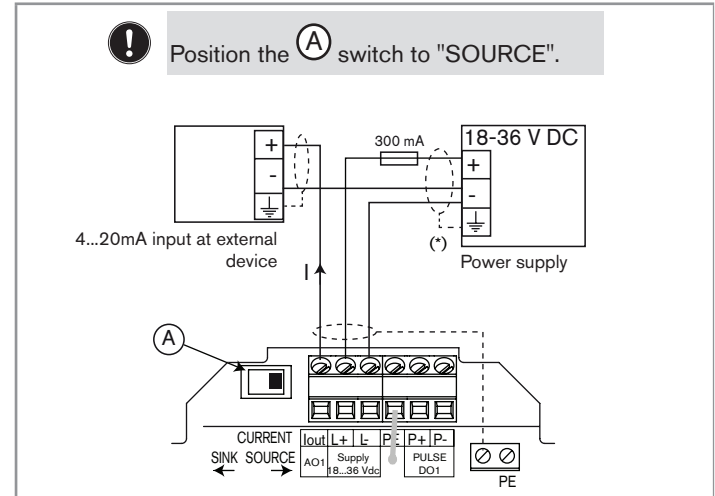 Position the A switch to "SOURCE".
300 mA
18-36 V DC
+
-
+
-
4...20mA input at external
device
(*)
Power supply
I
A
CURRENT
SINK SOURCE
Iout L+ L- PE P+ P-
AO1 Supply
18...36 Vdc
PULSE
DO1
PE